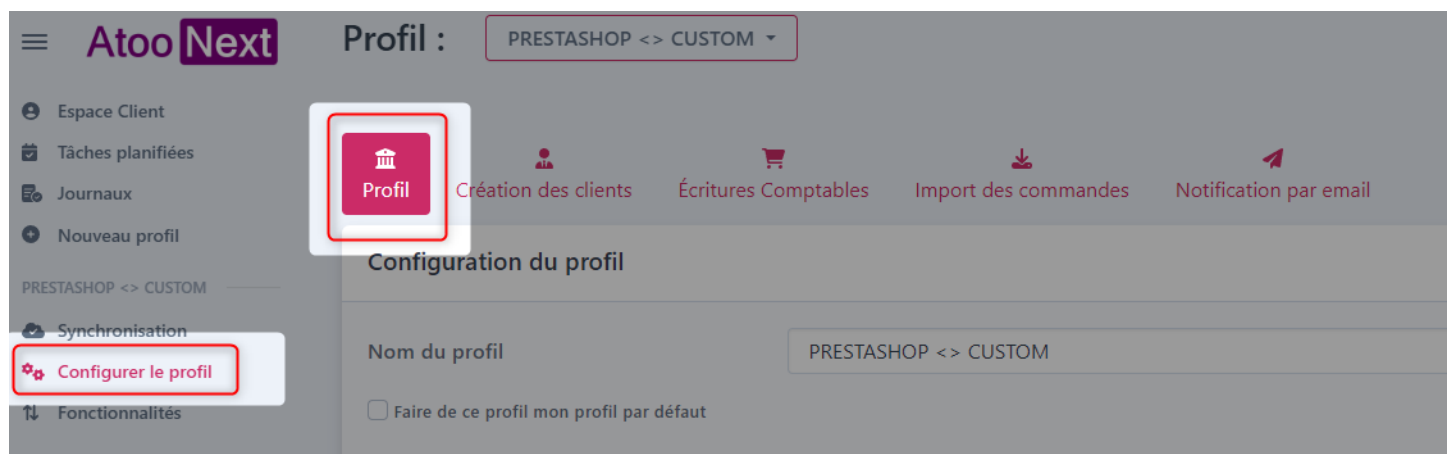 Atoo Next
Profil :
PRESTASHOP <> CUSTOM
Espace Client
Tâches planifiées
Journaux
Nouveau profil
PRESTASHOP <> CUSTOM
Synchronisation
Configurer le profil
Fonctionnalités
Profil
Création des clients
Écritures Comptables
Import des commandes
Notification par email
Configuration du profil
Nom du profil
PRESTASHOP <> CUSTOM
Faire de ce profil mon profil par défaut